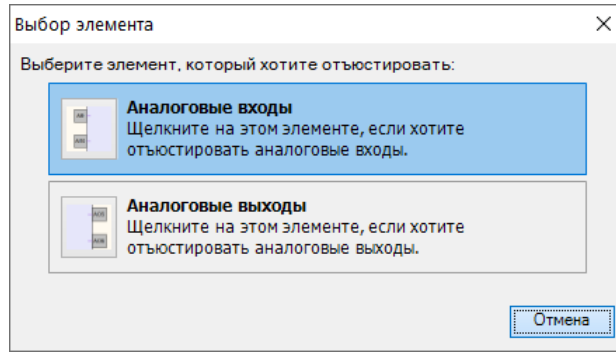 Выбор элемента
Выберите элемент, который хотите отъюстировать:
Аналоговые входы
Щелкните на этом элементе, если хотите
отъюстировать аналоговые входы.
Аналоговые выходы
Щелкните на этом элементе, если хотите
отъюстировать аналоговые выходы.
Отмена